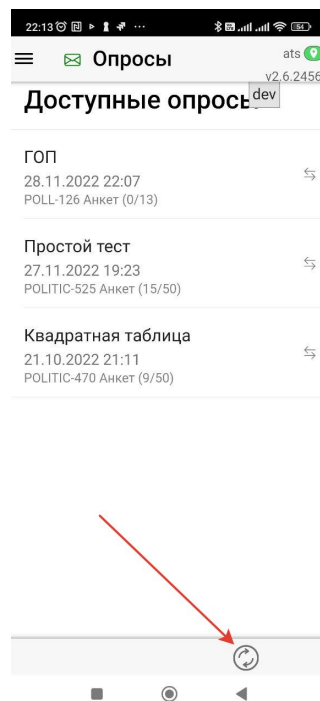 22:13
54
Опросы
ats
v2.6.2456
dev
Доступные опросы
ГОП
28.11.2022 22:07
POLL-126 Анкет (0/13)
Простой тест
27.11.2022 19:23
POLITIC-525 Анкет (15/50)
Квадратная таблица
21.10.2022 21:11
POLITIC-470 Анкет (9/50)